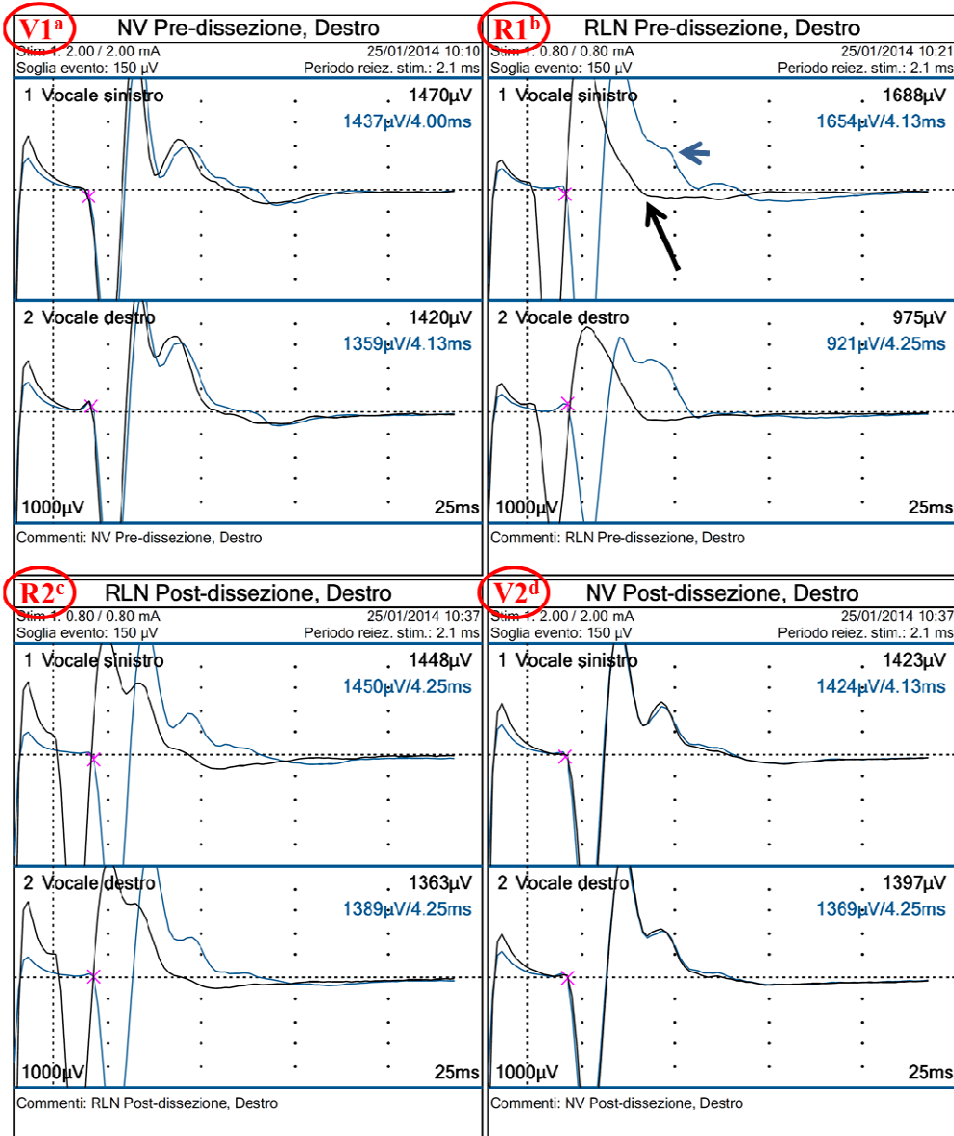 V1ᵃ NV Pre-dissezione, Destro
Stim 1: 2.00 / 2.00 mA 25/01/2014 10:10
Soglia evento: 150 µV Periodo reiez. stim.: 2.1 ms
1 Vocale sinistro 1470µV
1437µV/4.00ms
2 Vocale destro 1420µV
1359µV/4.13ms
1000µV 25ms
Commenti: NV Pre-dissezione, Destro
R1ᵇ RLN Pre-dissezione, Destro
Stim 1: 0.80 / 0.80 mA 25/01/2014 10:21
Soglia evento: 150 µV Periodo reiez. stim.: 2.1 ms
1 Vocale sinistro 1688µV
1654µV/4.13ms
2 Vocale destro 975µV
921µV/4.25ms
1000µV 25ms
Commenti: RLN Pre-dissezione, Destro
R2ᶜ RLN Post-dissezione, Destro
Stim 1: 0.80 / 0.80 mA 25/01/2014 10:37
Soglia evento: 150 µV Periodo reiez. stim.: 2.1 ms
1 Vocale sinistro 1448µV
1450µV/4.25ms
2 Vocale destro 1363µV
1389µV/4.25ms
1000µV 25ms
Commenti: RLN Post-dissezione, Destro
V2ᵈ NV Post-dissezione, Destro
Stim 1: 2.00 / 2.00 mA 25/01/2014 10:37
Soglia evento: 150 µV Periodo reiez. stim.: 2.1 ms
1 Vocale sinistro 1423µV
1424µV/4.13ms
2 Vocale destro 1397µV
1369µV/4.25ms
1000µV 25ms
Commenti: NV Post-dissezione, Destro